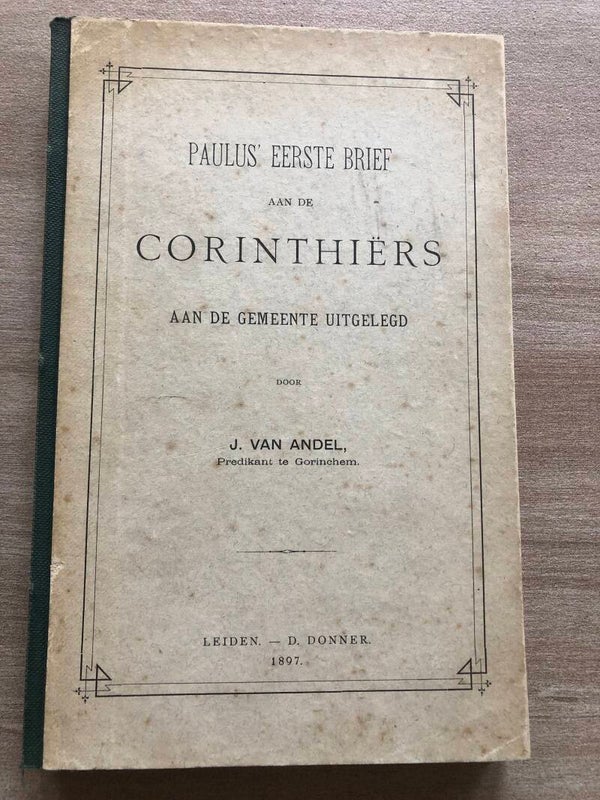 PAULUS' EERSTE BRIEF
AAN DE
CORINTHIËRS
AAN DE GEMEENTE UITGELEGD
DOOR
J. VAN ANDEL,
Predikant te Gorinchem.
LEIDEN. — D. DONNER.
1897.